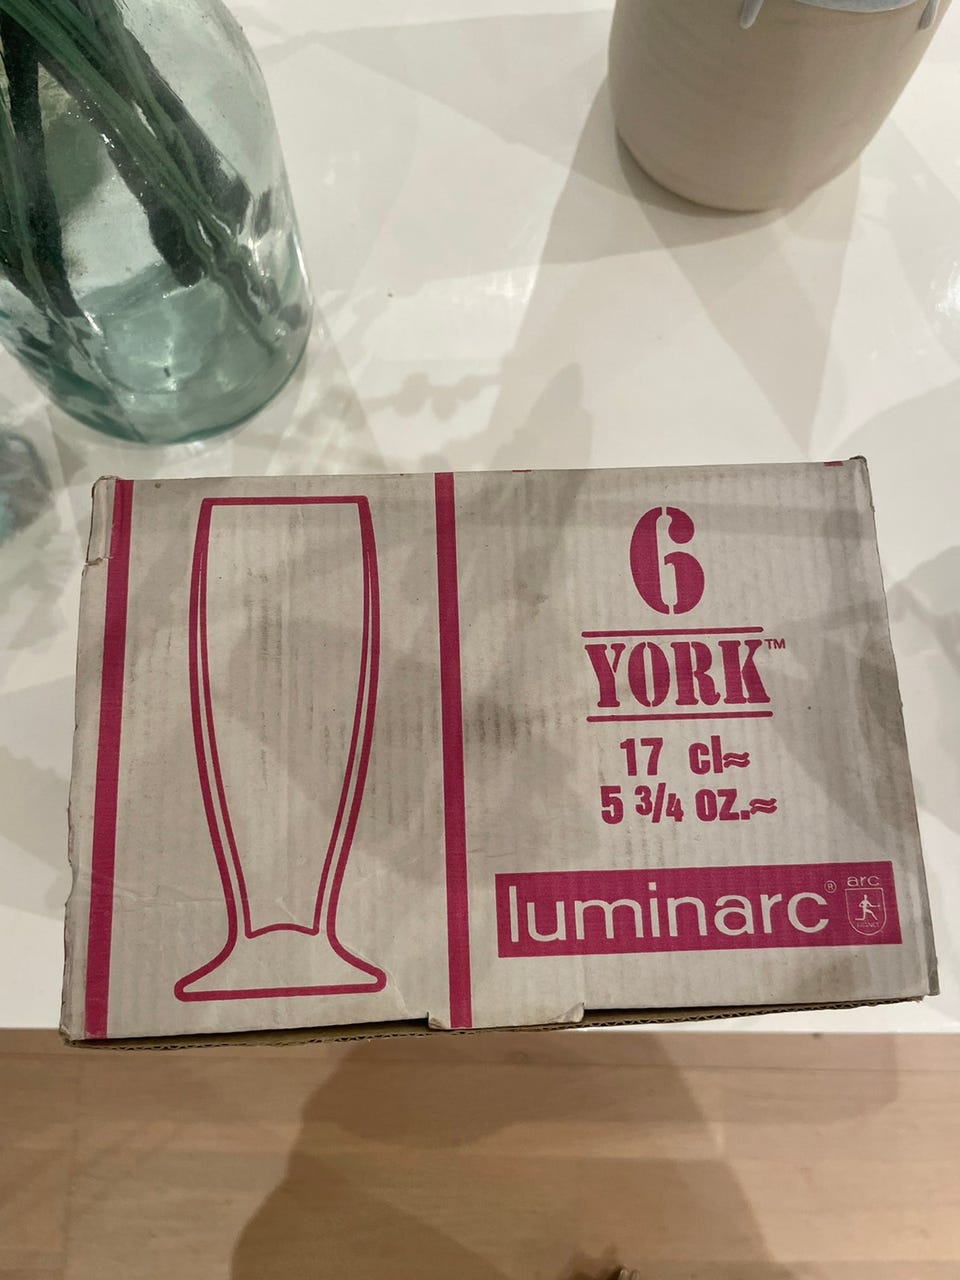 6
YORK™
17 cl≈
5 3/4 oz.≈
luminarc® arc